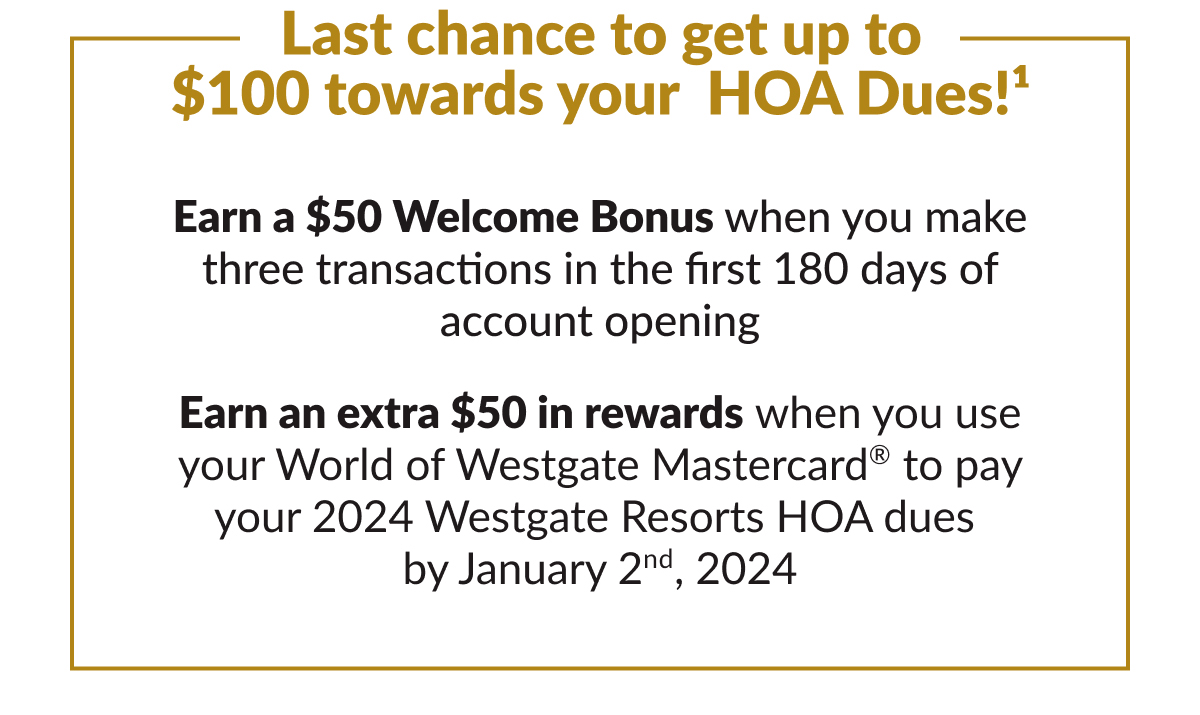 Last chance to get up to
$100 towards your HOA Dues!¹
Earn a $50 Welcome Bonus when you make
three transactions in the first 180 days of
account opening
Earn an extra $50 in rewards when you use
your World of Westgate Mastercard® to pay
your 2024 Westgate Resorts HOA dues
by January 2nd, 2024